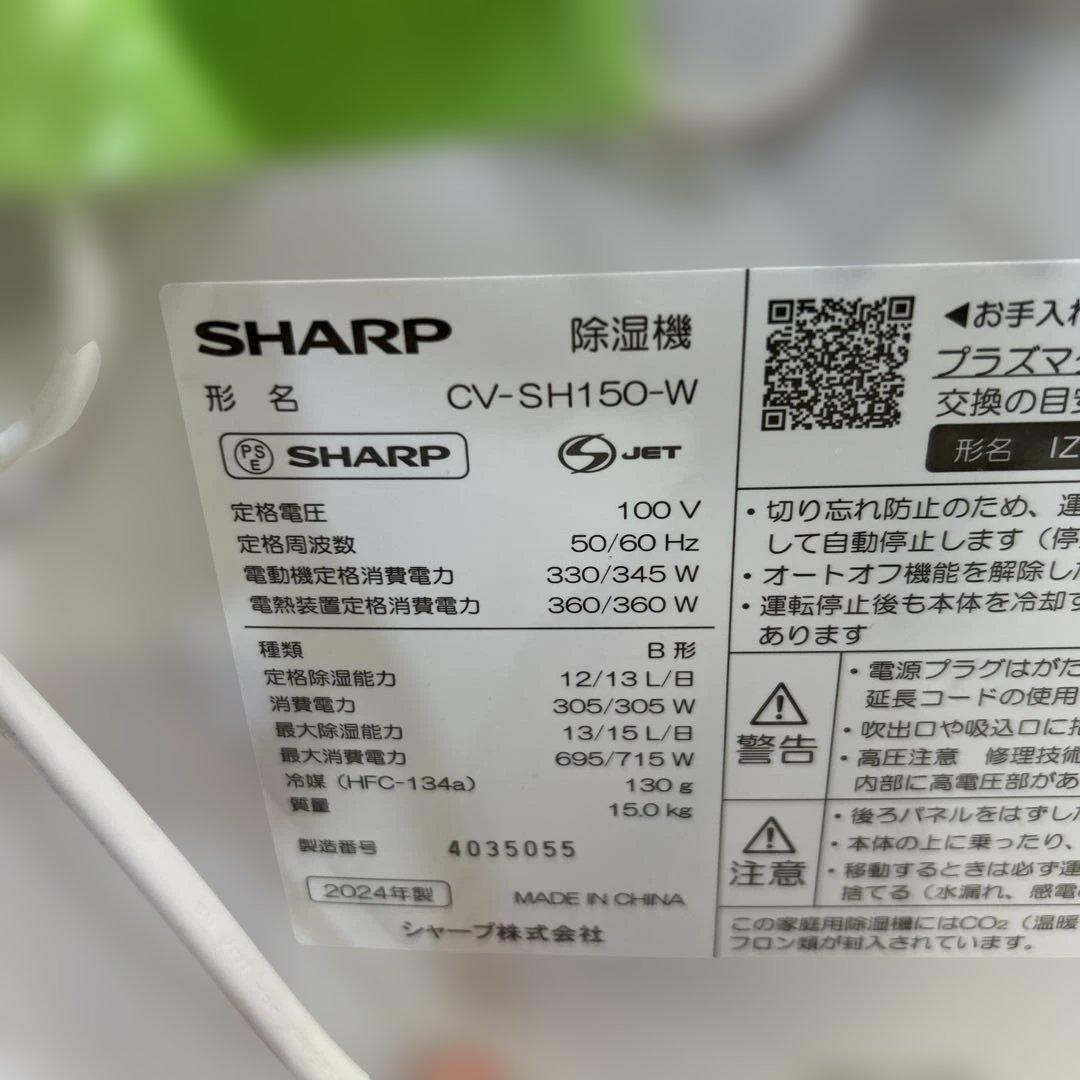 SHARP 除湿機
形 名 CV-SH150-W
PSE SHARP S JET
定格電圧 100 V
定格周波数 50/60 Hz
電動機定格消費電力 330/345 W
電熱装置定格消費電力 360/360 W
種類 B 形
定格除湿能力 12/13 L/日
消費電力 305/305 W
最大除湿能力 13/15 L/日
最大消費電力 695/715 W
冷媒（HFC-134a） 130 g
質量 15.0 kg
製造番号 4035055
2024年製 MADE IN CHINA
シャープ株式会社
◀お手入れ
プラズマク
交換の目安
形名 IZ
・切り忘れ防止のため、運
して自動停止します（停
・オートオフ機能を解除した
・運転停止後も本体を冷却す
あります
警告
・電源プラグはがた
延長コードの使用
・吹出口や吸込口に指
・高圧注意 修理技術
内部に高電圧部があ
注意
・後ろパネルをはずした
・本体の上に乗ったり、
・移動するときは必ず運
捨てる（水漏れ、感電
この家庭用除湿機にはCO2（温暖
フロン類が封入されています。